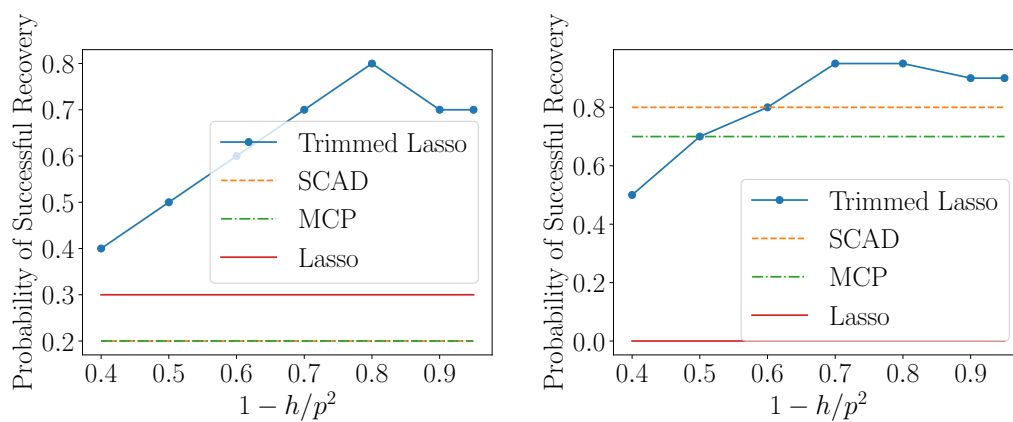 Probability of Successful Recovery
0.8
0.7
0.6
0.5
0.4
0.3
0.2
Trimmed Lasso
SCAD
MCP
Lasso
0.4 0.5 0.6 0.7 0.8 0.9
1 − h/p²
Probability of Successful Recovery
0.8
0.6
0.4
0.2
0.0
Trimmed Lasso
SCAD
MCP
Lasso
0.4 0.5 0.6 0.7 0.8 0.9
1 − h/p²